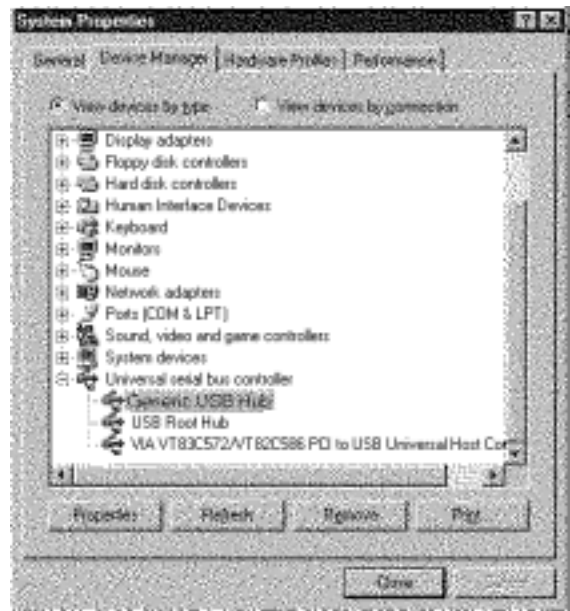 System Properties
General Device Manager Hardware Profiles Performance
View devices by type View devices by connection
Display adapters
Floppy disk controllers
Hard disk controllers
Human Interface Devices
Keyboard
Monitors
Mouse
Network adapters
Ports (COM & LPT)
Sound, video and game controllers
System devices
Universal serial bus controller
Generic USB Hub
USB Root Hub
VIA VT83C572/VT82C586 PCI to USB Universal Host Con
Properties Refresh Remove Print
Close